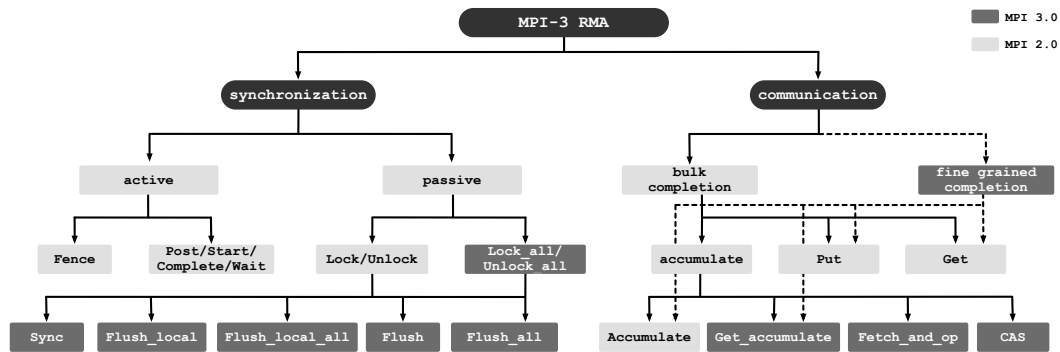 MPI-3 RMA
MPI 3.0
MPI 2.0
synchronization
communication
active
passive
bulk
completion
fine grained
completion
Fence
Post/Start/
Complete/Wait
Lock/Unlock
Lock_all/
Unlock_all
accumulate
Put
Get
Sync
Flush_local
Flush_local_all
Flush
Flush_all
Accumulate
Get_accumulate
Fetch_and_op
CAS